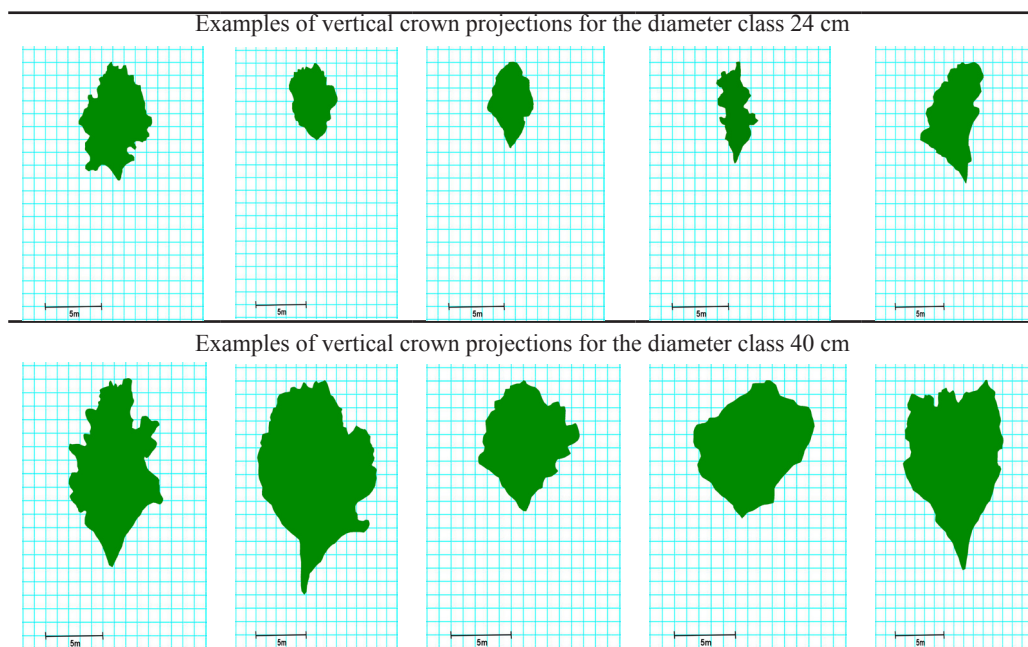 Examples of vertical crown projections for the diameter class 24 cm
5m
5m
5m
5m
5m
Examples of vertical crown projections for the diameter class 40 cm
5m
5m
5m
5m
5m